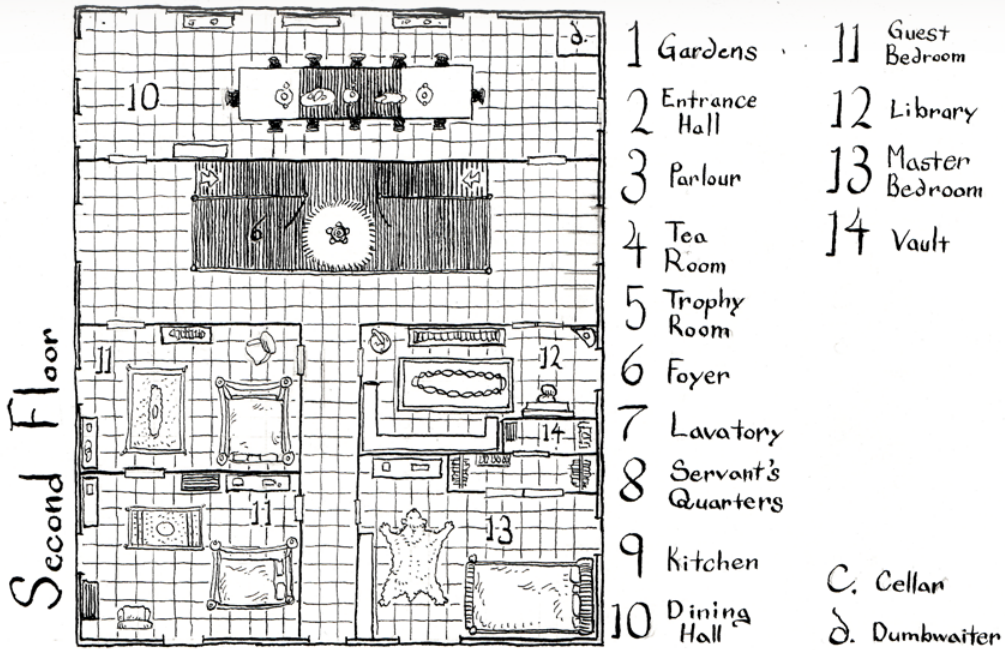 Second Floor
10
d.
6
11
12
14
11
13
1 Gardens
2 Entrance
Hall
3 Parlour
4 Tea
Room
5 Trophy
Room
6 Foyer
7 Lavatory
8 Servant's
Quarters
9 Kitchen
10 Dining
Hall
11 Guest
Bedroom
12 Library
13 Master
Bedroom
14 Vault
C. Cellar
d. Dumbwaiter